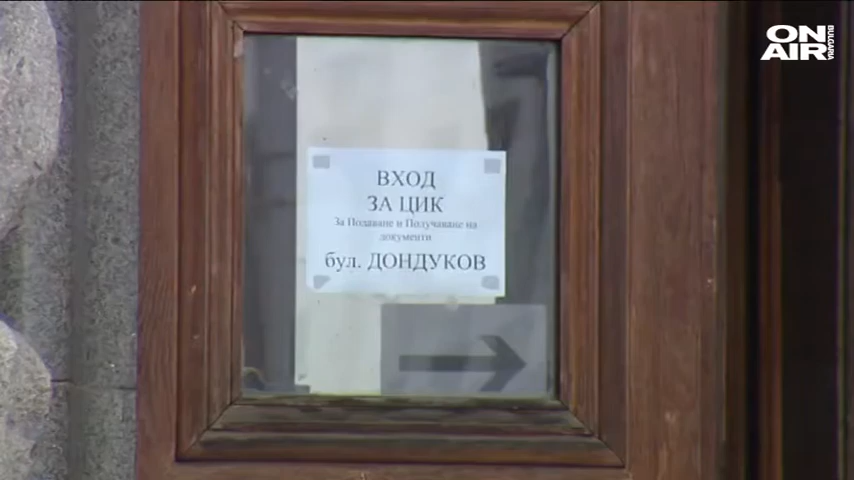 ON
AIR
BULGARIA
ВХОД
ЗА ЦИК
За Подаване и Получаване на
документи
бул. ДОНДУКОВ